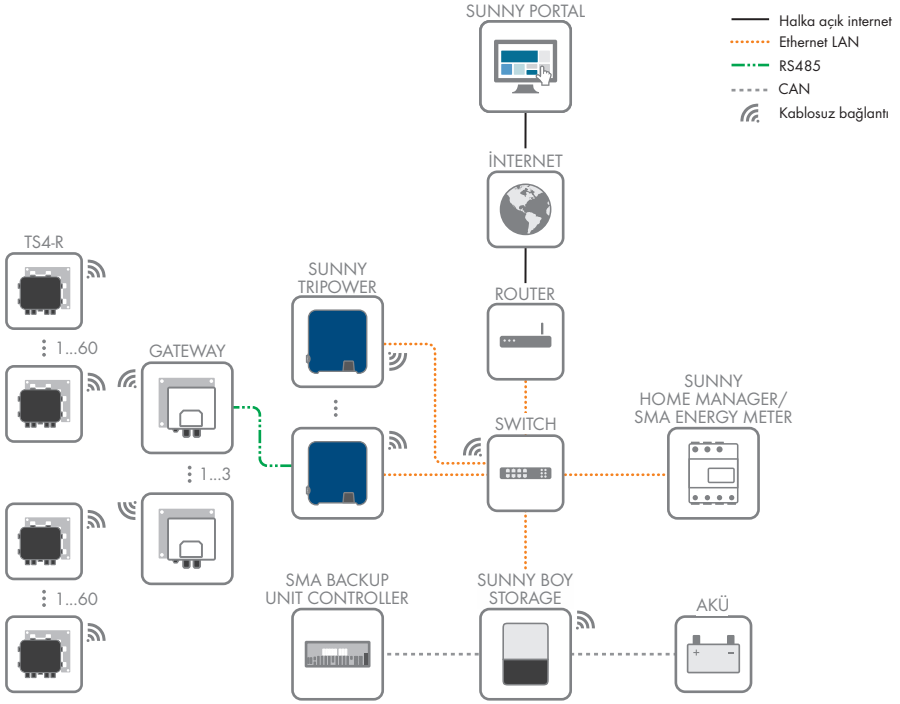 SUNNY PORTAL
Halka açık internet
Ethernet LAN
RS485
CAN
Kablosuz bağlantı
İNTERNET
TS4-R
SUNNY
TRIPOWER
ROUTER
1...60
GATEWAY
SUNNY
HOME MANAGER/
SMA ENERGY METER
SWITCH
1...3
SMA BACKUP
UNIT CONTROLLER
SUNNY BOY
STORAGE
1...60
AKÜ
+ −